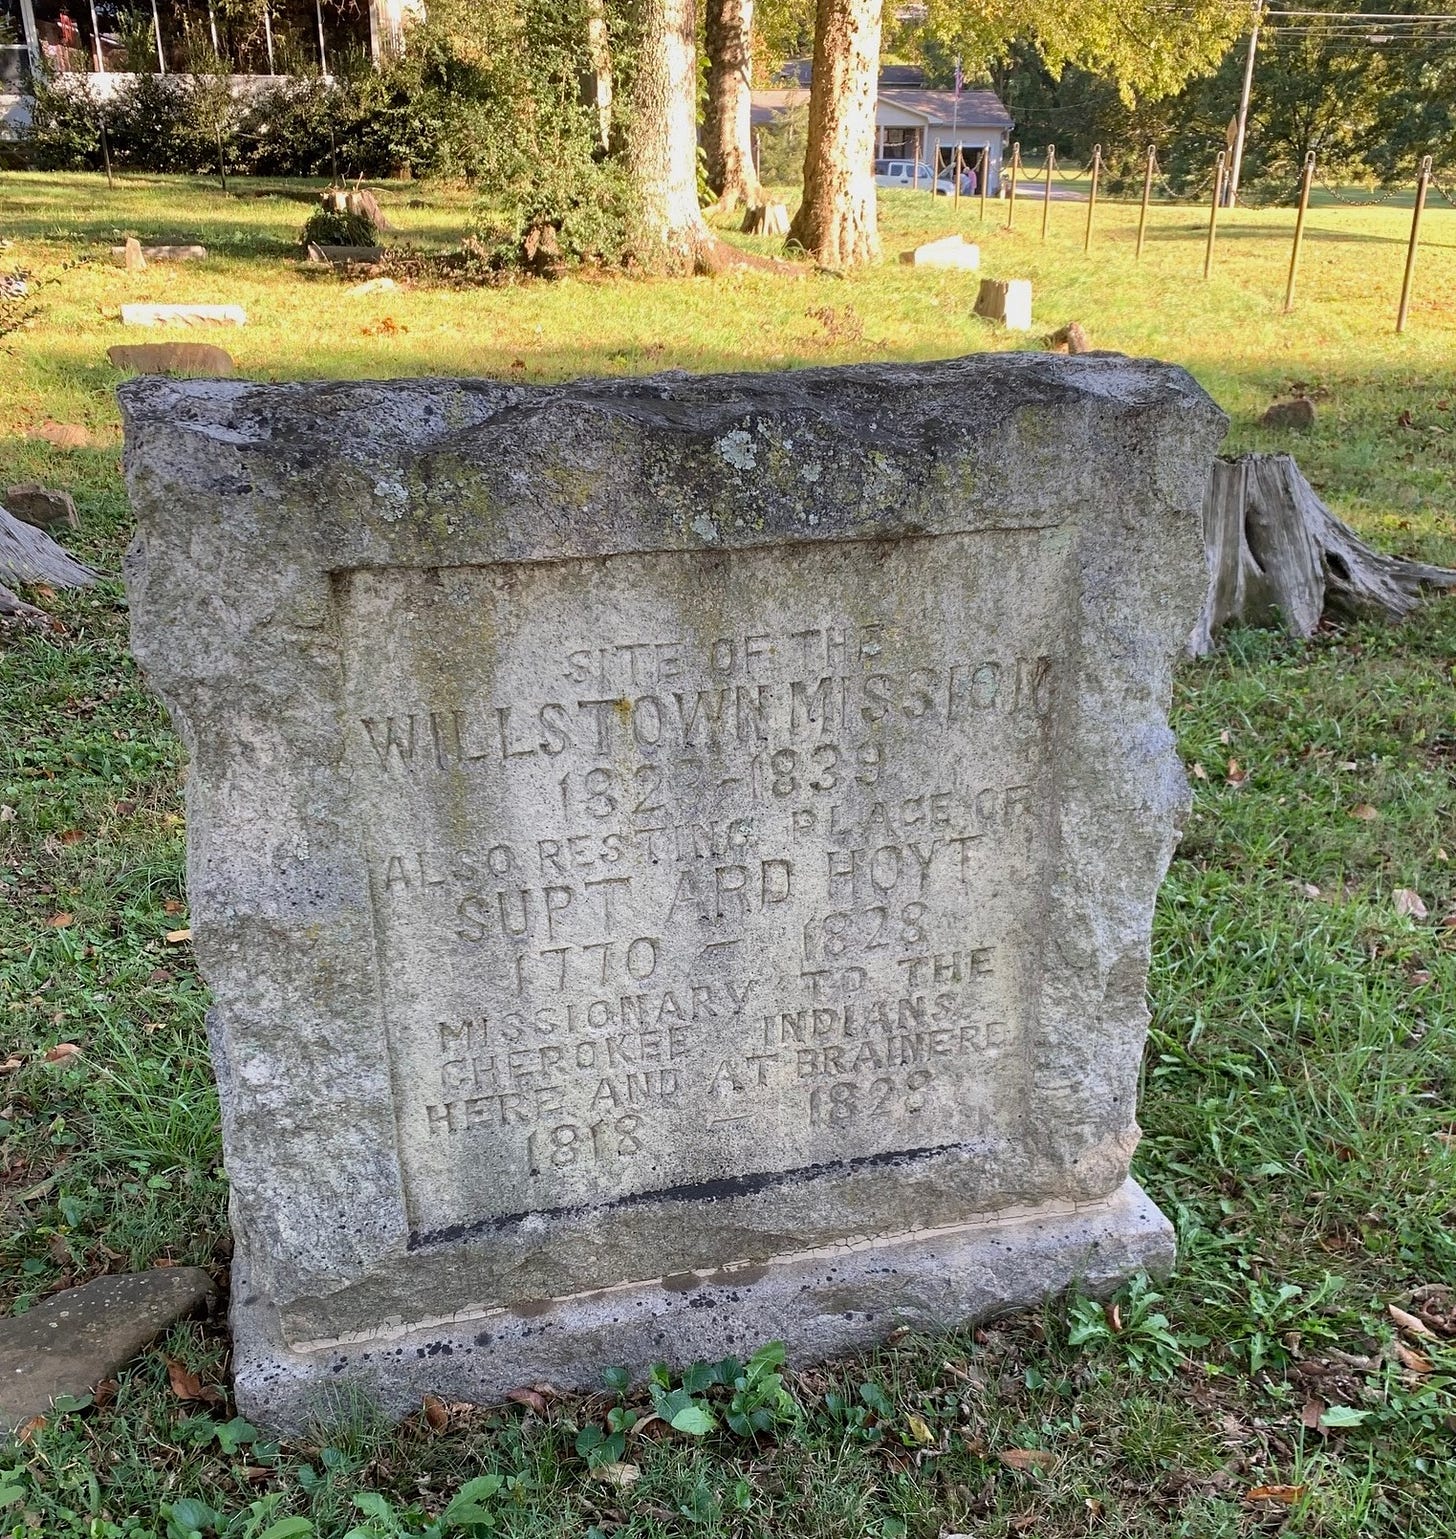 SITE OF THE
WILLSTOWN MISSION
1823-1839
ALSO RESTING PLACE OF
SUPT ARD HOYT
1770 - 1828
MISSIONARY TO THE
CHEROKEE INDIANS
HERE AND AT BRAINERD
1818 - 1828